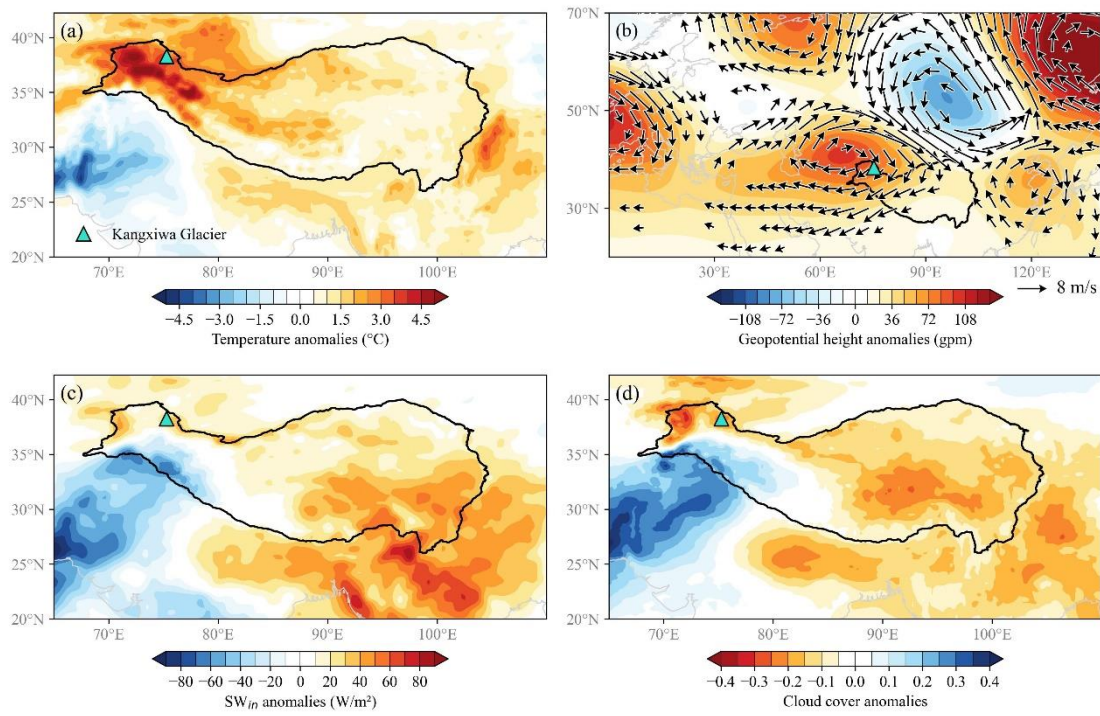 (a)
40°N
35°N
30°N
25°N
20°N
70°E
80°E
90°E
100°E
Kangxiwa Glacier
−4.5
−3.0
−1.5
0.0
1.5
3.0
4.5
Temperature anomalies (°C)
(b)
70°N
50°N
30°N
30°E
60°E
90°E
120°E
8 m/s
−108
−72
−36
0
36
72
108
Geopotential height anomalies (gpm)
(c)
40°N
35°N
30°N
25°N
20°N
70°E
80°E
90°E
100°E
−80
−60
−40
−20
0
20
40
60
80
SWin anomalies (W/m²)
(d)
40°N
35°N
30°N
25°N
20°N
70°E
80°E
90°E
100°E
−0.4
−0.3
−0.2
−0.1
0.0
0.1
0.2
0.3
0.4
Cloud cover anomalies